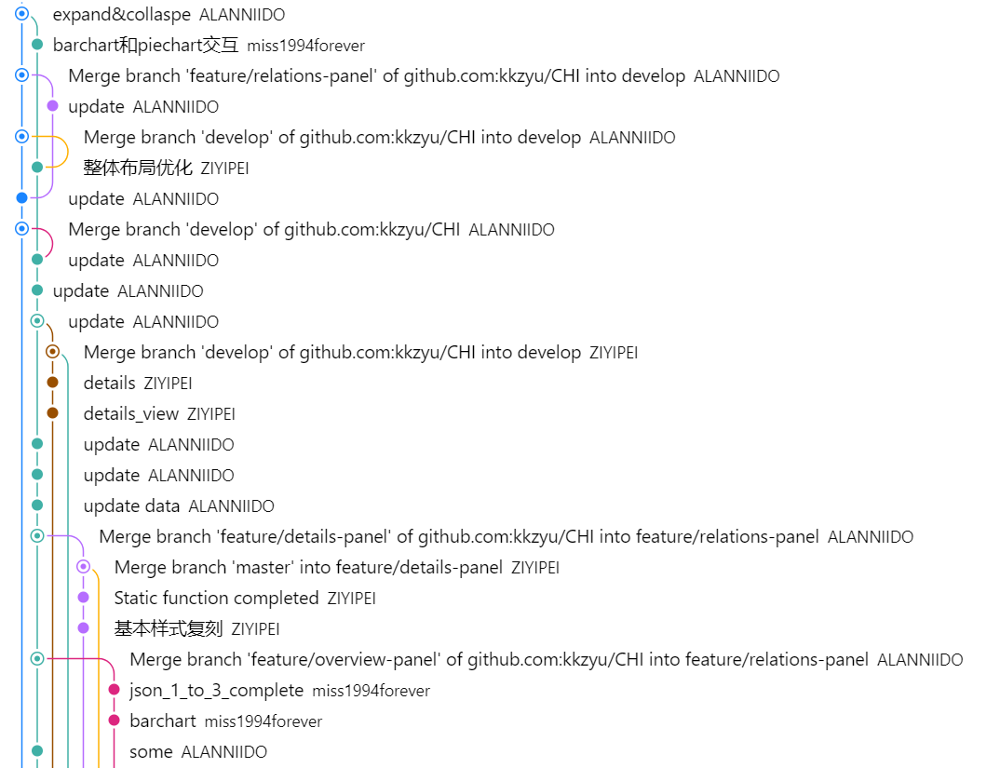 expand&collaspe ALANNIIDO
barchart和piechart交互 miss1994forever
Merge branch 'feature/relations-panel' of github.com:kkzyu/CHI into develop ALANNIIDO
update ALANNIIDO
Merge branch 'develop' of github.com:kkzyu/CHI into develop ALANNIIDO
整体布局优化 ZIYIPEI
update ALANNIIDO
Merge branch 'develop' of github.com:kkzyu/CHI ALANNIIDO
update ALANNIIDO
update ALANNIIDO
update ALANNIIDO
Merge branch 'develop' of github.com:kkzyu/CHI into develop ZIYIPEI
details ZIYIPEI
details_view ZIYIPEI
update ALANNIIDO
update ALANNIIDO
update data ALANNIIDO
Merge branch 'feature/details-panel' of github.com:kkzyu/CHI into feature/relations-panel ALANNIIDO
Merge branch 'master' into feature/details-panel ZIYIPEI
Static function completed ZIYIPEI
基本样式复刻 ZIYIPEI
Merge branch 'feature/overview-panel' of github.com:kkzyu/CHI into feature/relations-panel ALANNIIDO
json_1_to_3_complete miss1994forever
barchart miss1994forever
some ALANNIIDO